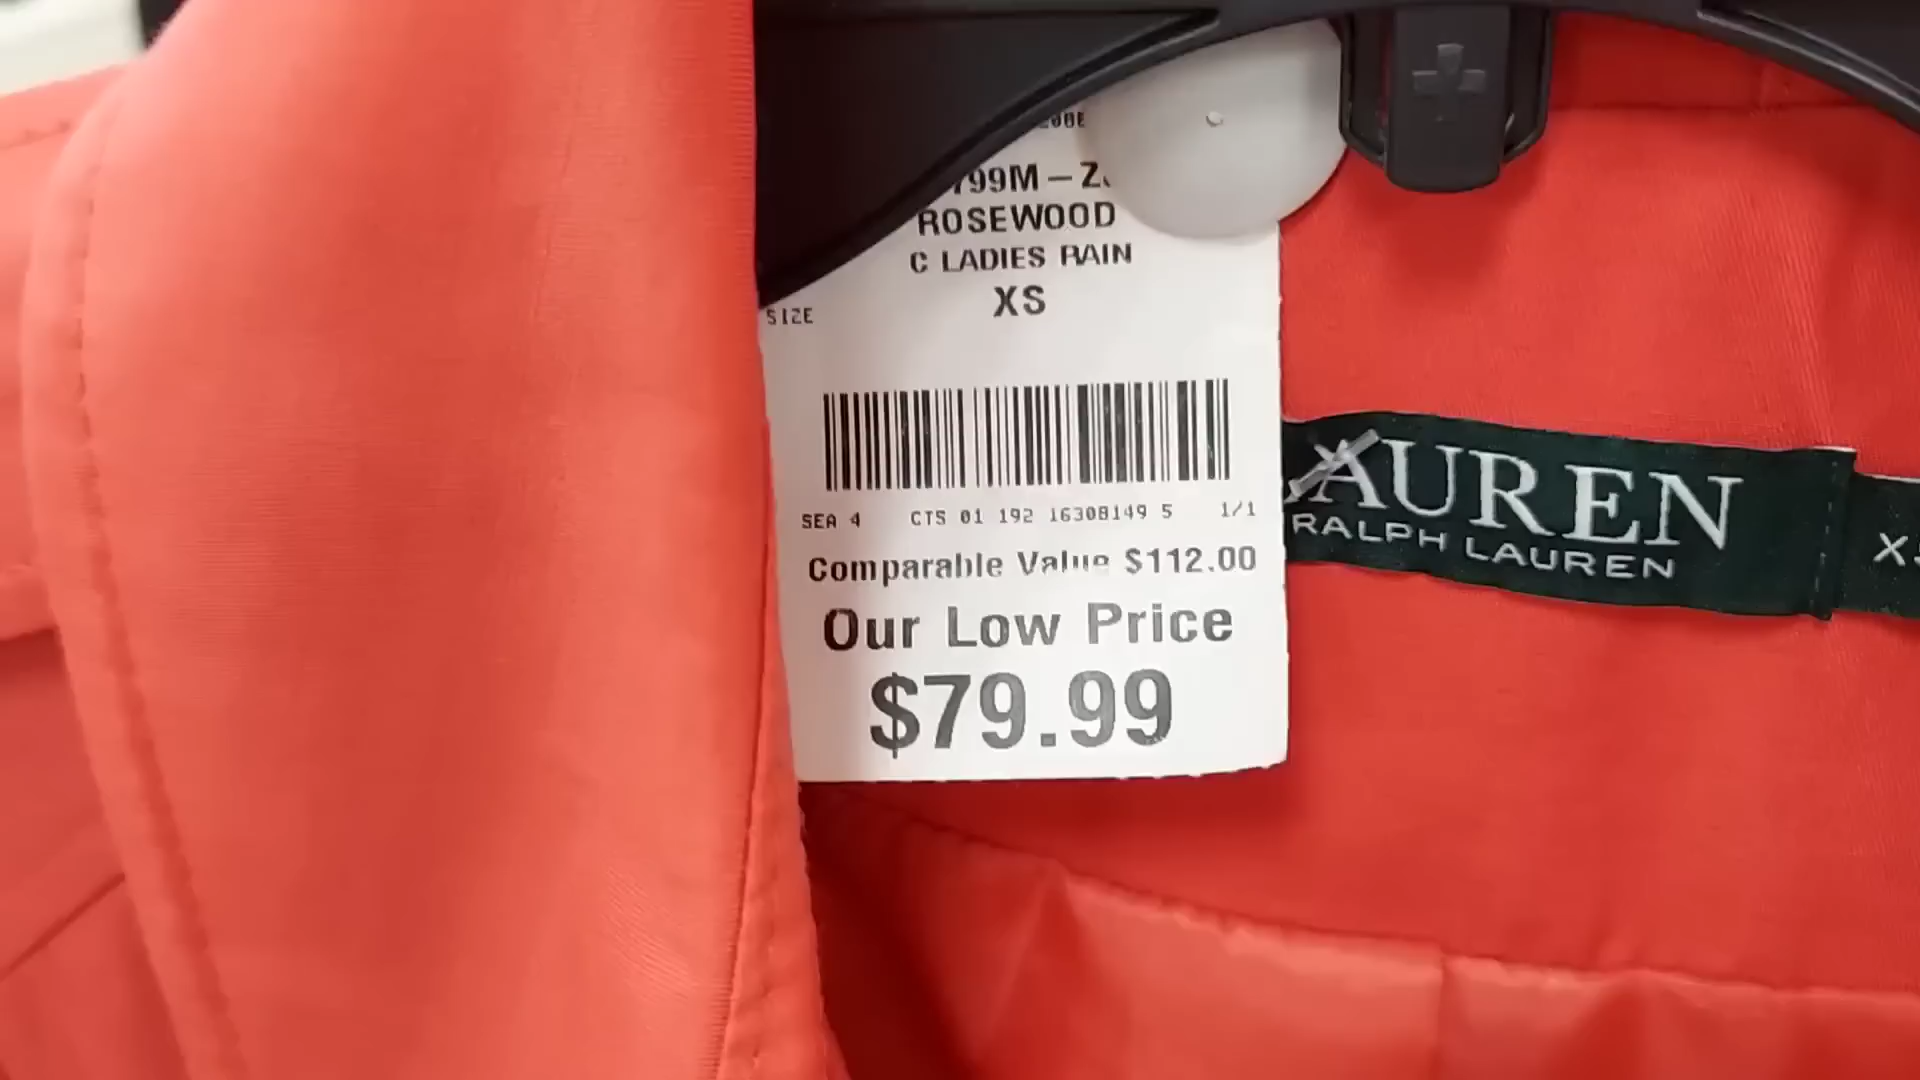 799M – Z
ROSEWOOD
C LADIES RAIN
XS
SIZE
SEA 4 CTS 01 192 16308149 5 1/1
Comparable Value $112.00
Our Low Price
$79.99
LAUREN
RALPH LAUREN